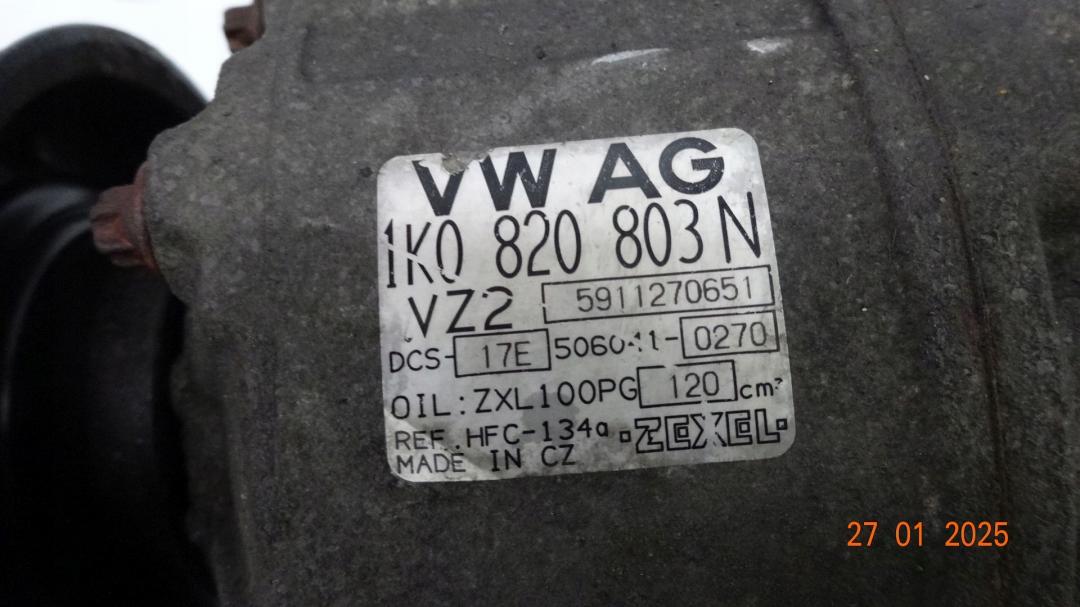 VW AG
1K0 820 803 N
VZ2 5911270651
DCS-17E 0270
OIL: ZXL100PG 120 cm³
REF. HFC-134a ZEXEL
MADE IN CZ
27 01 2025